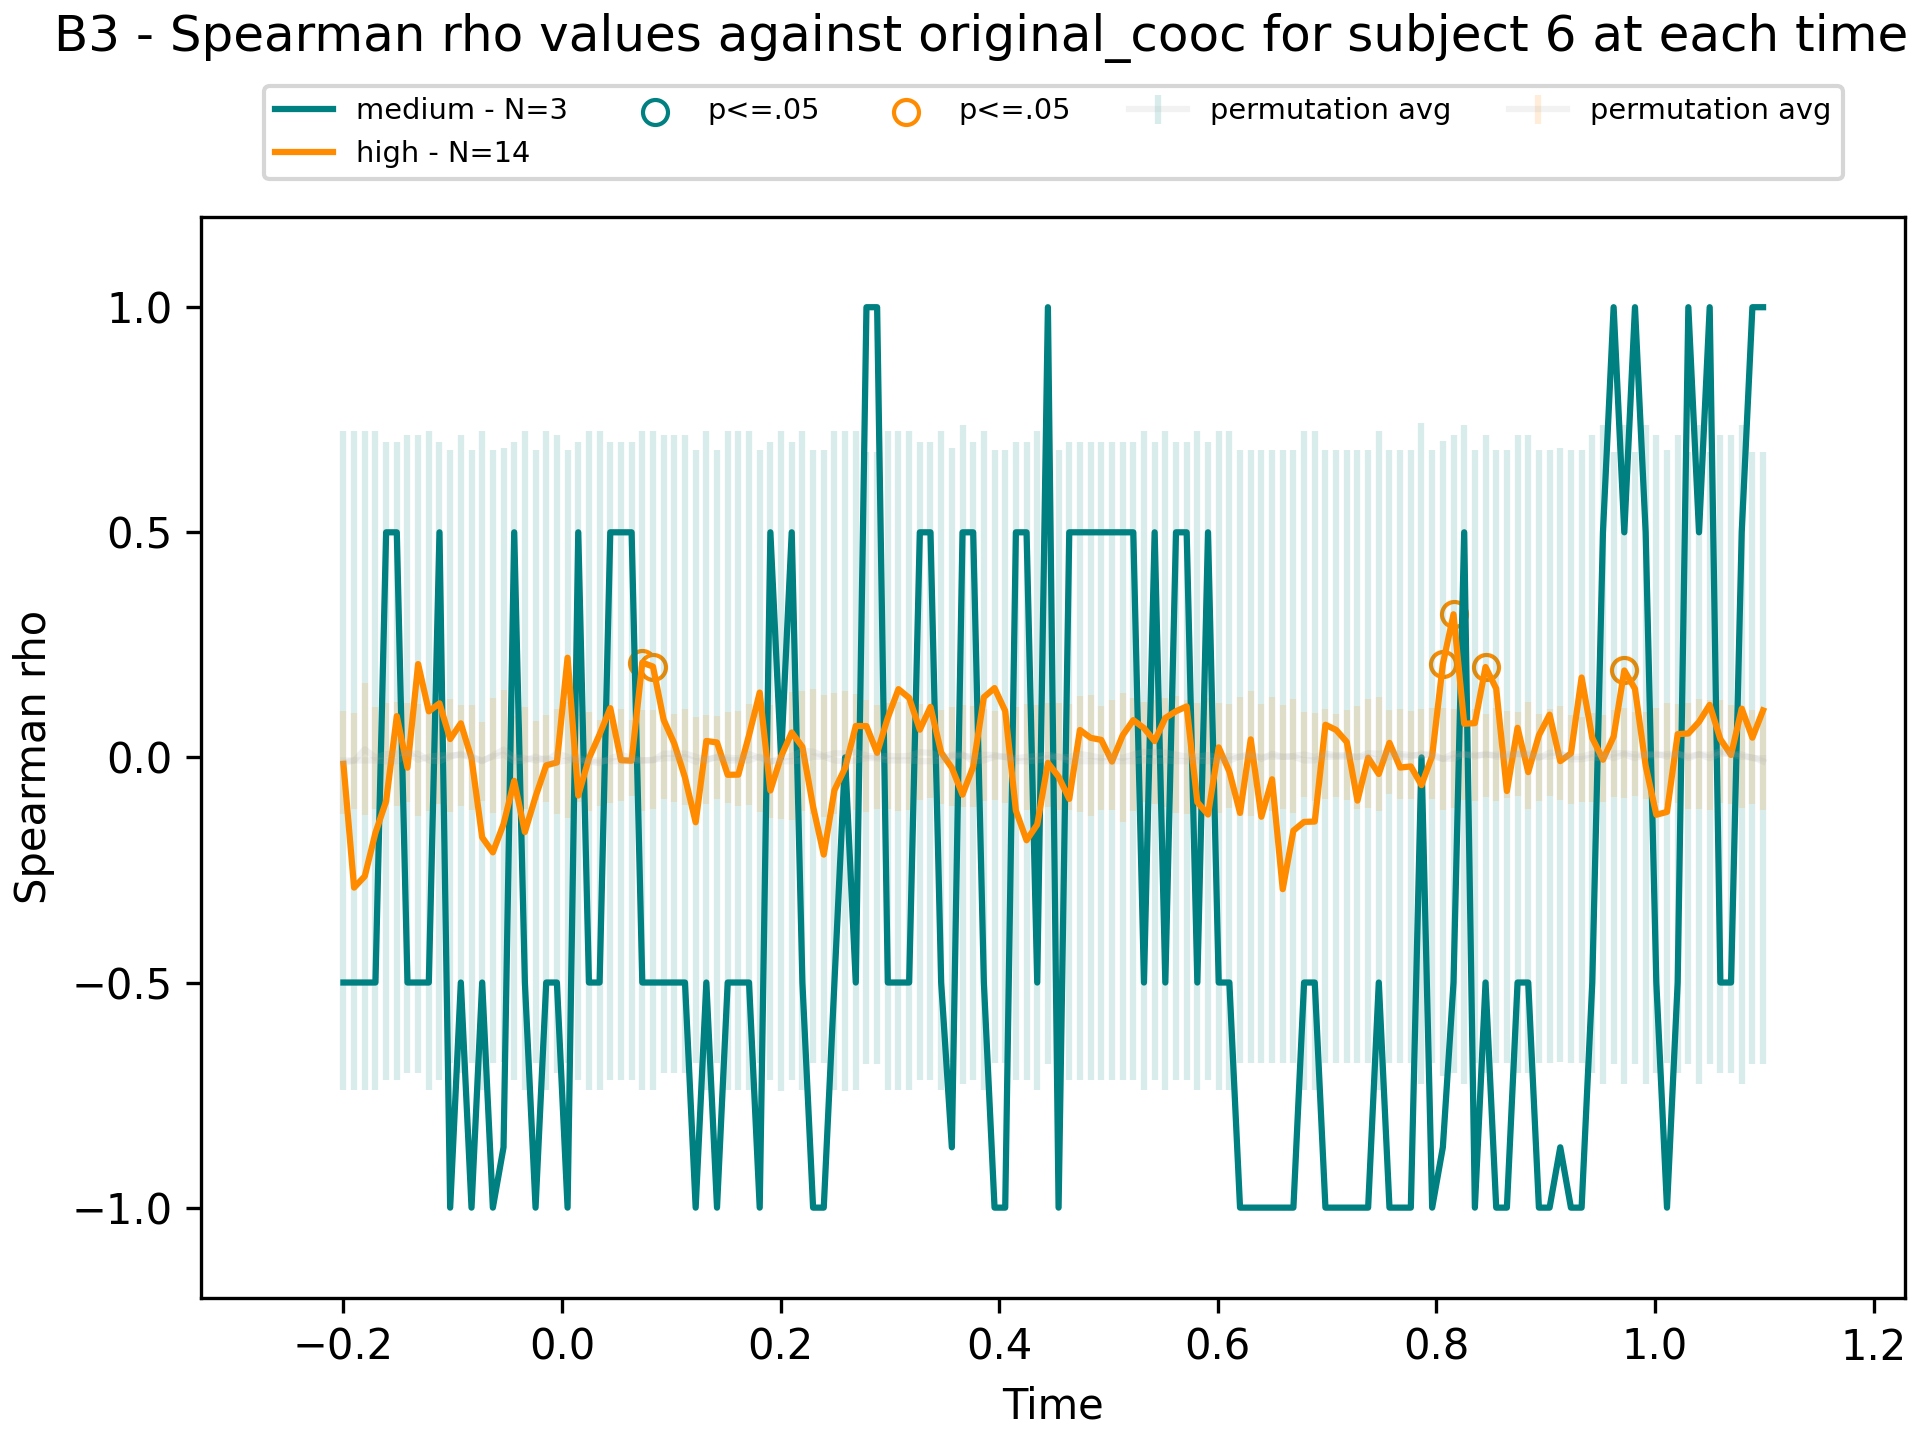 B3 - Spearman rho values against original_cooc for subject 6 at each time
medium - N=3
high - N=14
p<=.05
p<=.05
permutation avg
permutation avg
1.0
0.5
0.0
−0.5
−1.0
Spearman rho
−0.2 0.0 0.2 0.4 0.6 0.8 1.0 1.2
Time